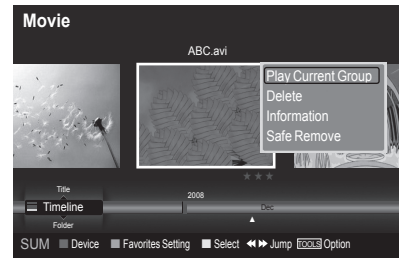 Movie
ABC.avi
Play Current Group
Delete
Information
Safe Remove
Title
Timeline
Folder
2008
Dec
SUM Device Favorites Setting Select Jump TOOLS Option